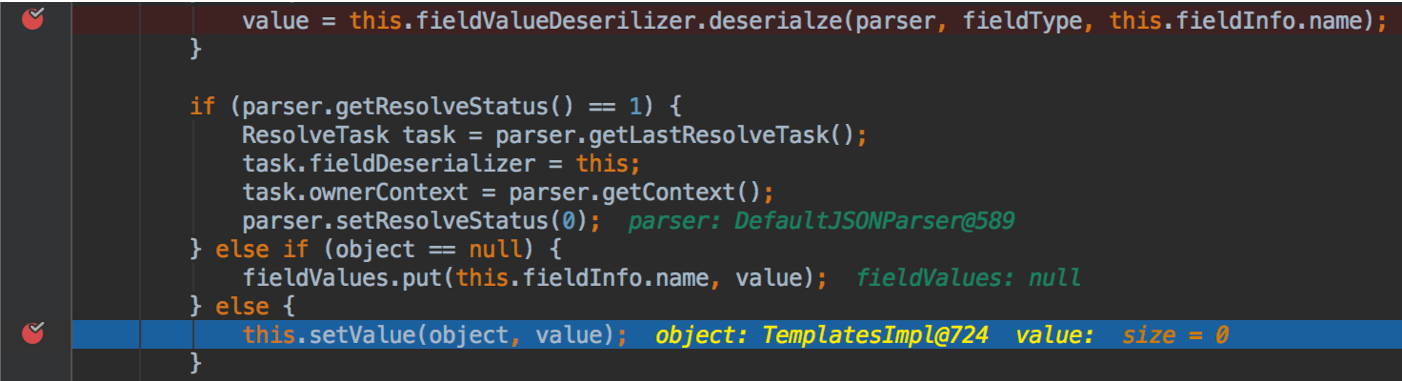 value = this.fieldValueDeserilizer.deserialze(parser, fieldType, this.fieldInfo.name);
}
if (parser.getResolveStatus() == 1) {
ResolveTask task = parser.getLastResolveTask();
task.fieldDeserializer = this;
task.ownerContext = parser.getContext();
parser.setResolveStatus(0); parser: DefaultJSONParser@589
} else if (object == null) {
fieldValues.put(this.fieldInfo.name, value); fieldValues: null
} else {
this.setValue(object, value); object: TemplatesImpl@724 value: size = 0
}